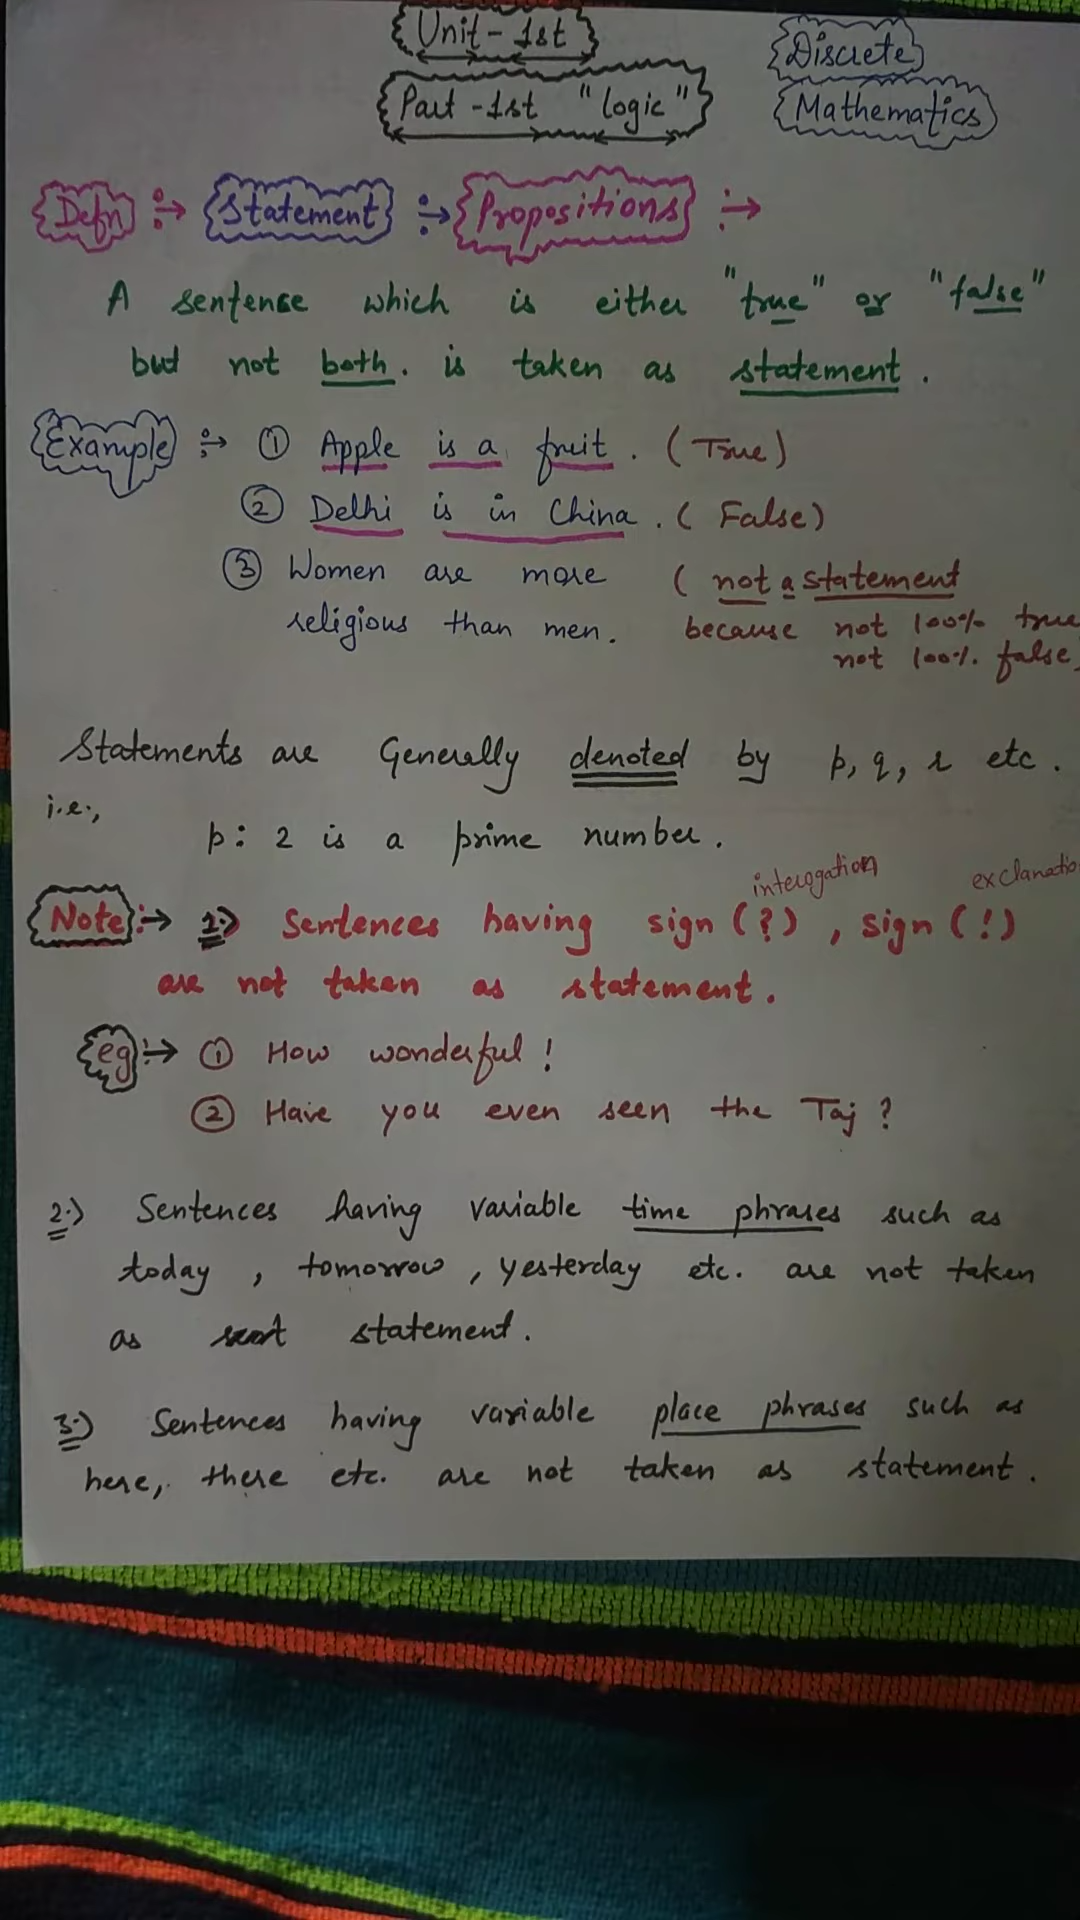 Unit - 1st
Part - 1st "logic"
Discrete
Mathematics
Defn Statement Propositions
A sentence which is either "true" or "false"
but not both. is taken as statement.
Example ① Apple is a fruit. (True)
② Delhi is in China. (False)
③ Women are more (not a statement
religious than men. because not 100% true
not 100% false,
Statements are Generally denoted by p, q, r etc.
i.e.,
p: 2 is a prime number.
interogation exclanatio
Note:→ 1.) Sentences having sign (?), sign (!)
are not taken as statement.
eg:→ ① How wonderful!
② Have you even seen the Taj?
2.) Sentences having variable time phrases such as
today, tomorrow, yesterday etc. are not taken
as statement.
3.) Sentences having variable place phrases such as
here, there etc. are not taken as statement.